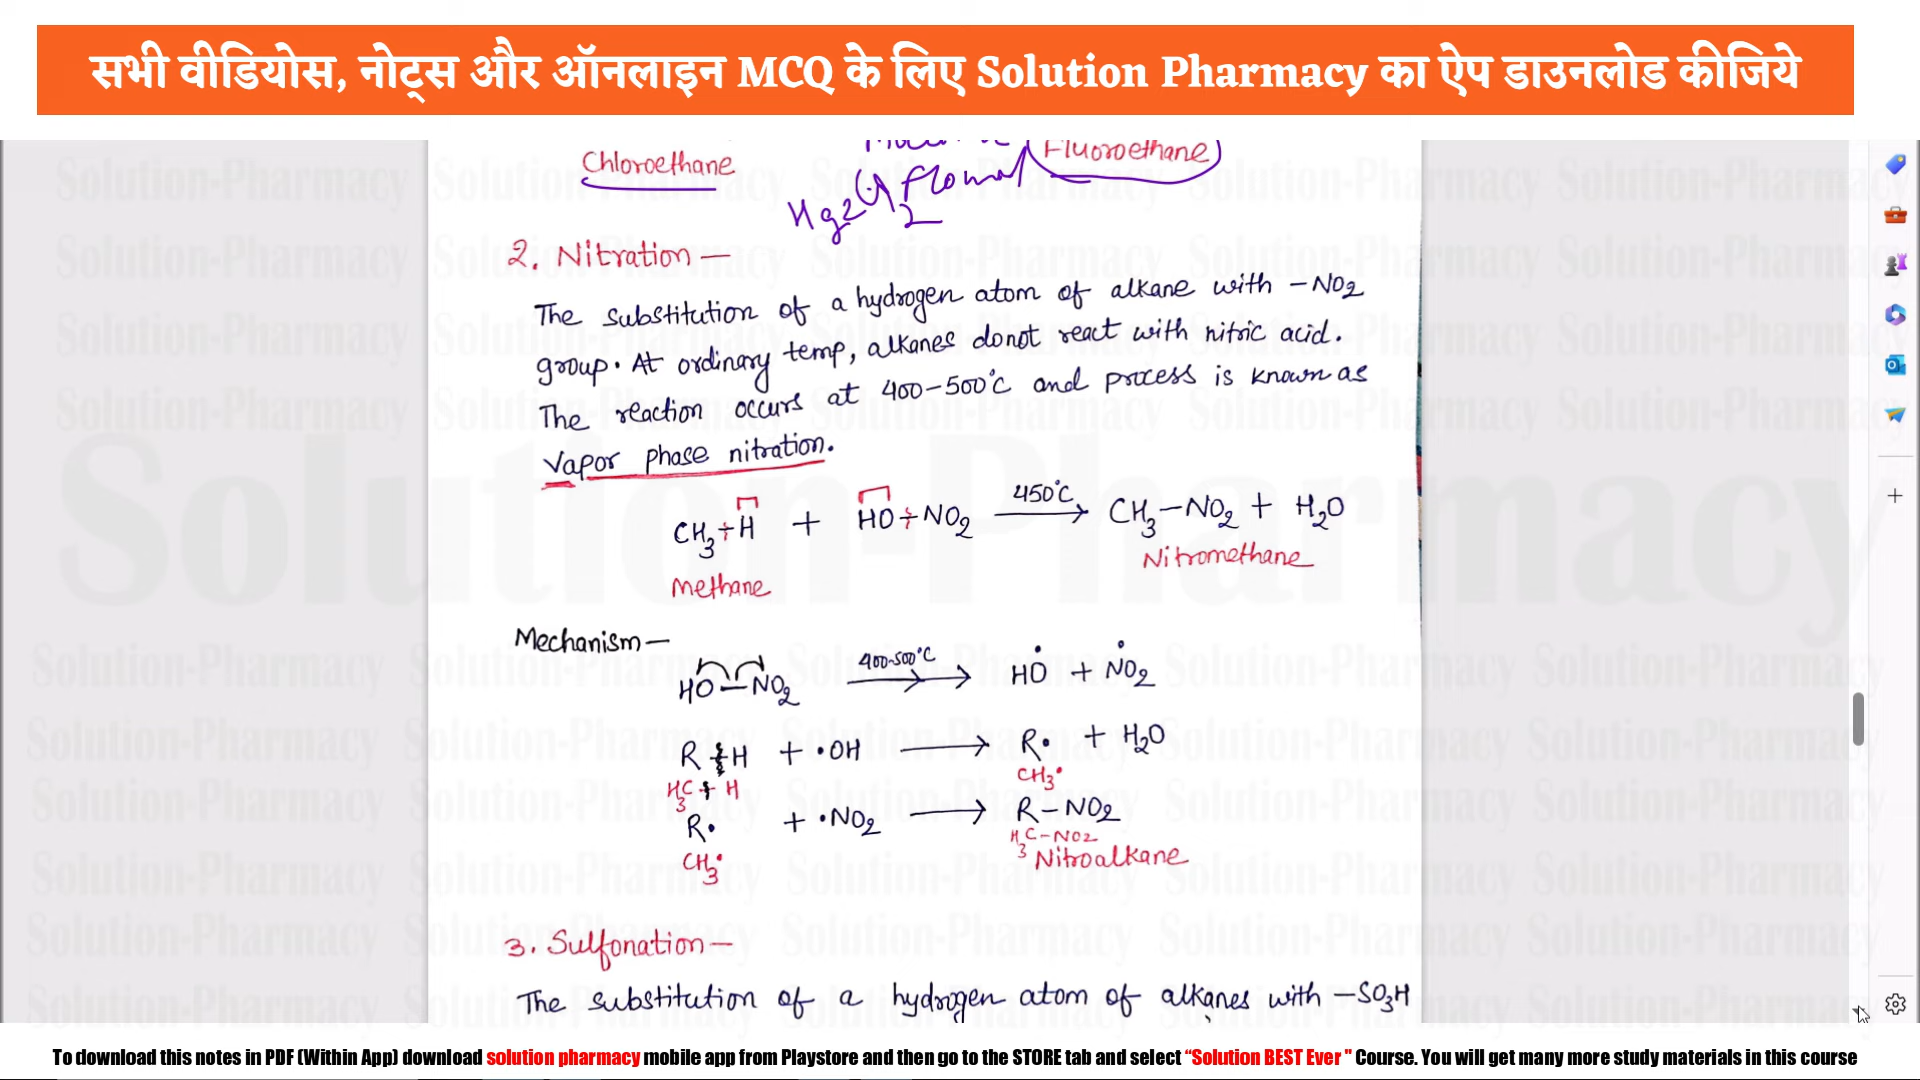 सभी वीडियोस, नोट्स और ऑनलाइन MCQ के लिए Solution Pharmacy का ऐप डाउनलोड कीजिये
Chloroethane
Fluoroethane
2. Nitration —
The substitution of a hydrogen atom of alkane with -NO2
group. At ordinary temp, alkanes donot react with nitric acid.
The reaction occurs at 400-500°C and process is known as
Vapor phase nitration.
CH3-H + HO-NO2 450°C → CH3-NO2 + H2O
Methane Nitromethane
Mechanism —
HO-NO2 400-500°C → HO• + •NO2
R-H + •OH → R• + H2O
H3C-H CH3•
R• + •NO2 → R-NO2
CH3• H3C-NO2
Nitroalkane
3. Sulfonation —
The substitution of a hydrogen atom of alkanes with -SO3H
To download this notes in PDF (Within App) download solution pharmacy mobile app from Playstore and then go to the STORE tab and select "Solution BEST Ever " Course. You will get many more study materials in this course
Solution-Pharmacy